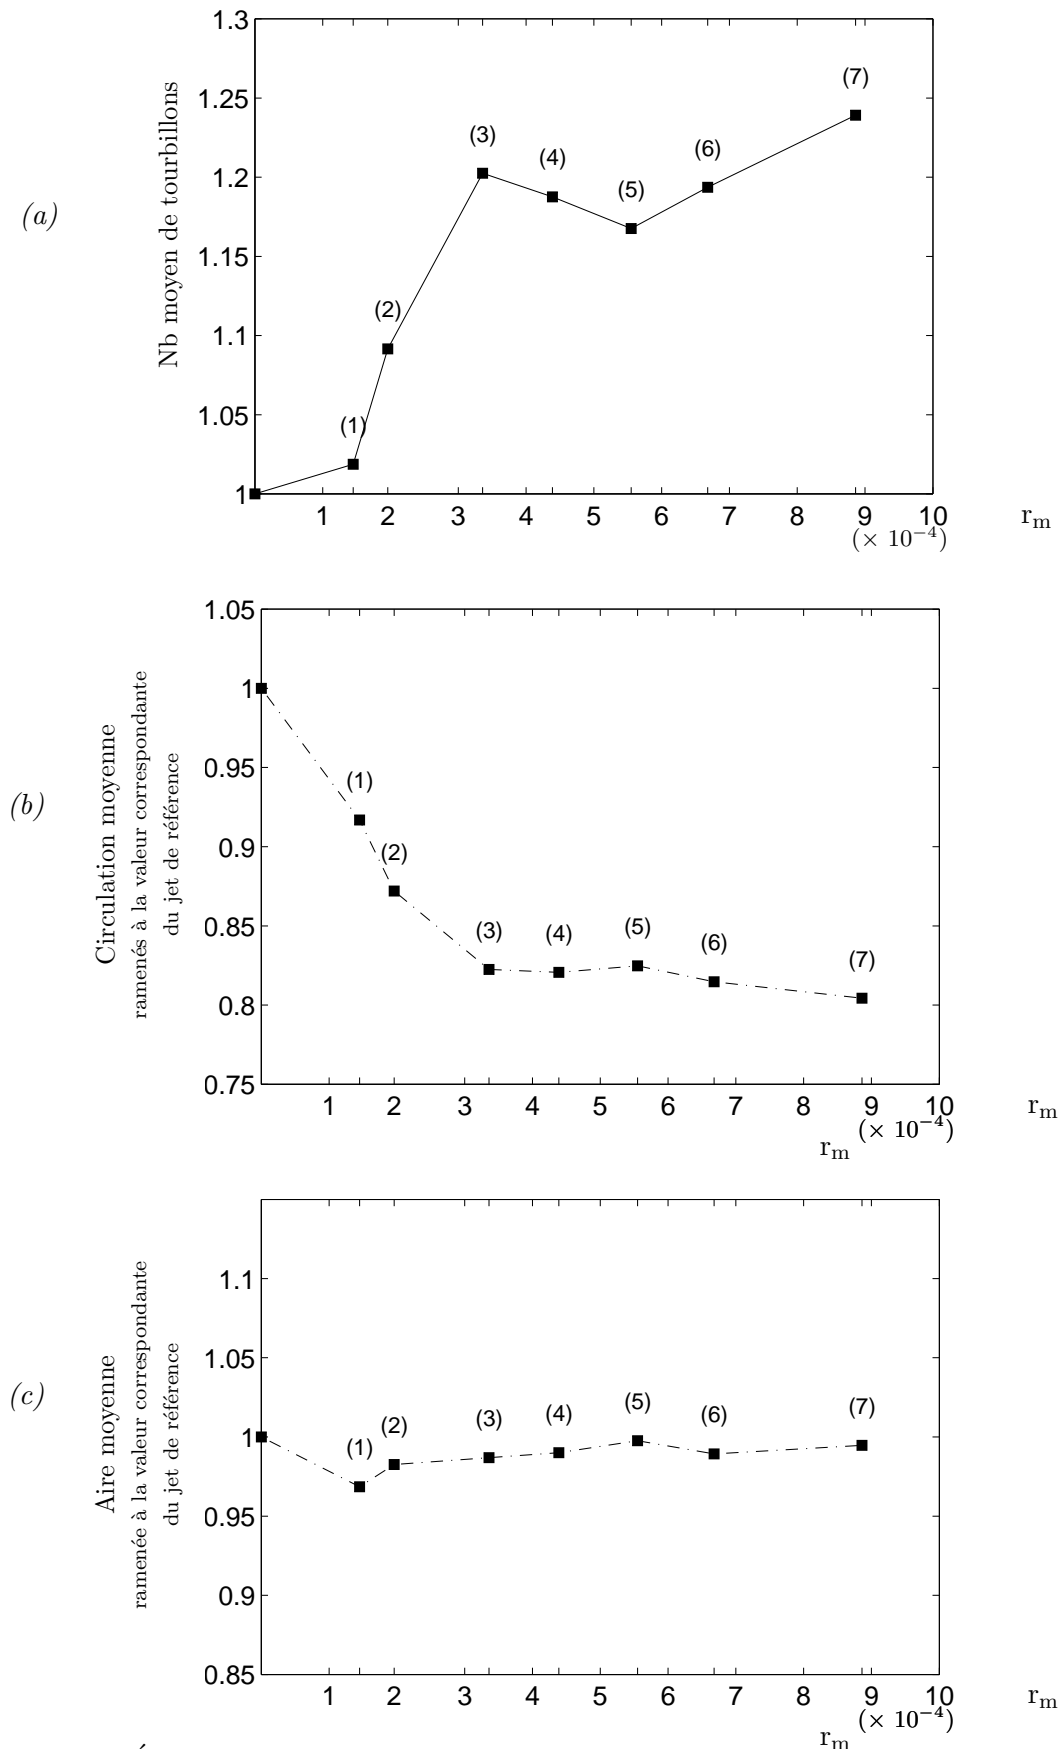 1.3
(7)
1.25
(3)
(4)
(6)
1.2
(5)
(a)
Nb moyen de tourbillons
1.15
(2)
1.1
1.05
(1)
1
1 2 3 4 5 6 7 8 9 10
r_m
(× 10^{-4})
1.05
1
0.95
(1)
(b)
Circulation moyenne
ramenés à la valeur correspondante
du jet de référence
0.9
(2)
0.85
(3)
(4)
(5)
(6)
(7)
0.8
0.75
1 2 3 4 5 6 7 8 9 10
r_m
(× 10^{-4})
r_m
1.1
1.05
(c)
Aire moyenne
ramenée à la valeur correspondante
du jet de référence
1
(1)
(2)
(3)
(4)
(5)
(6)
(7)
0.95
0.9
0.85
1 2 3 4 5 6 7 8 9 10
r_m
(× 10^{-4})
r_m